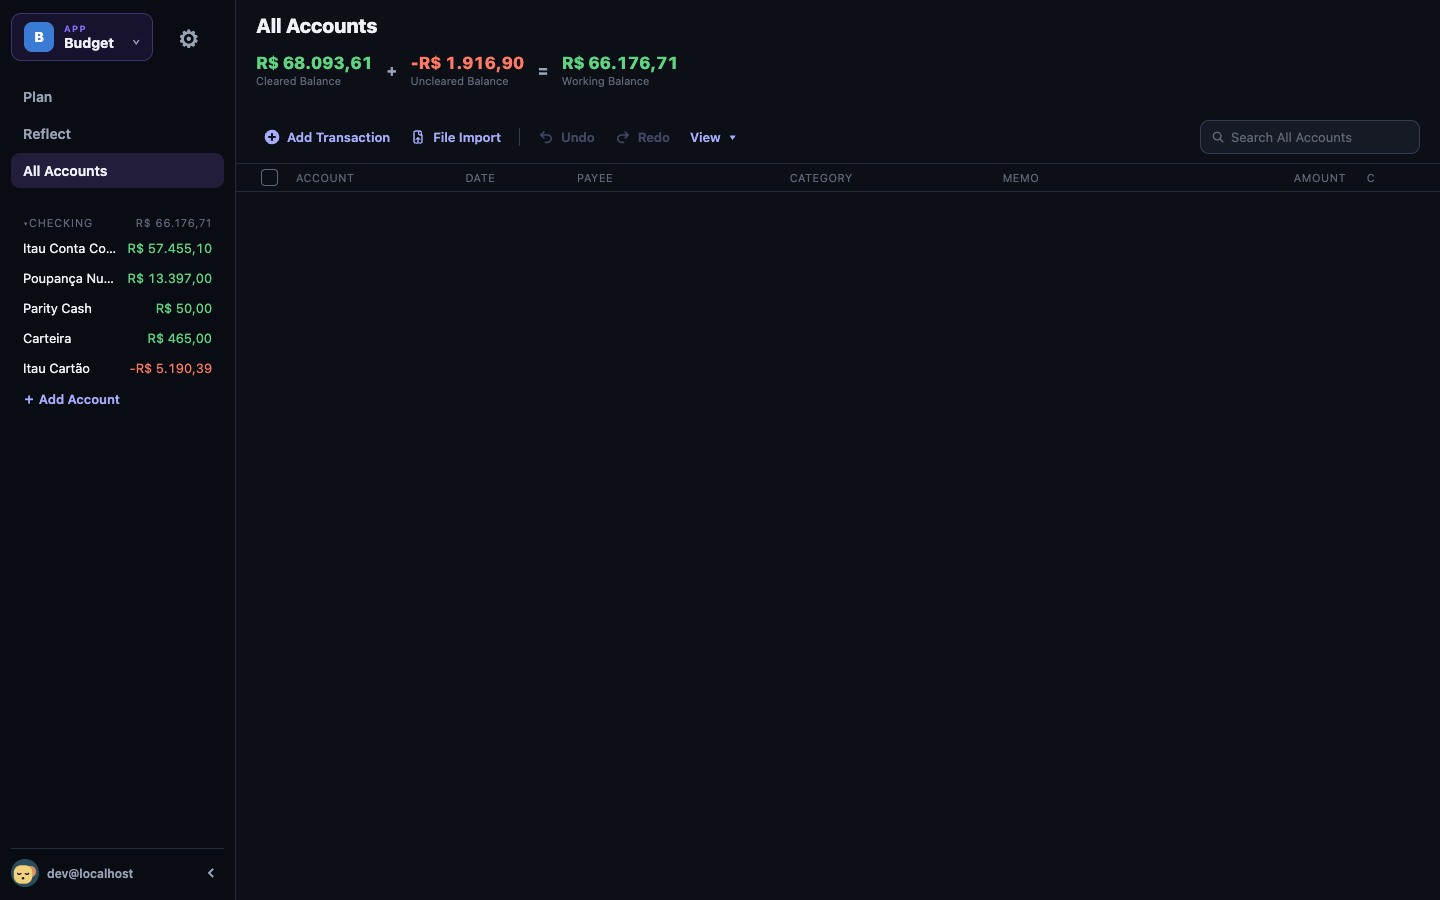 B
APP
Budget
Plan
Reflect
All Accounts
CHECKING R$ 66.176,71
Itau Conta Co... R$ 57.455,10
Poupança Nu... R$ 13.397,00
Parity Cash R$ 50,00
Carteira R$ 465,00
Itau Cartão -R$ 5.190,39
+ Add Account
dev@localhost
All Accounts
R$ 68.093,61 + -R$ 1.916,90 = R$ 66.176,71
Cleared Balance Uncleared Balance Working Balance
Add Transaction File Import Undo Redo View Search All Accounts
ACCOUNT DATE PAYEE CATEGORY MEMO AMOUNT C